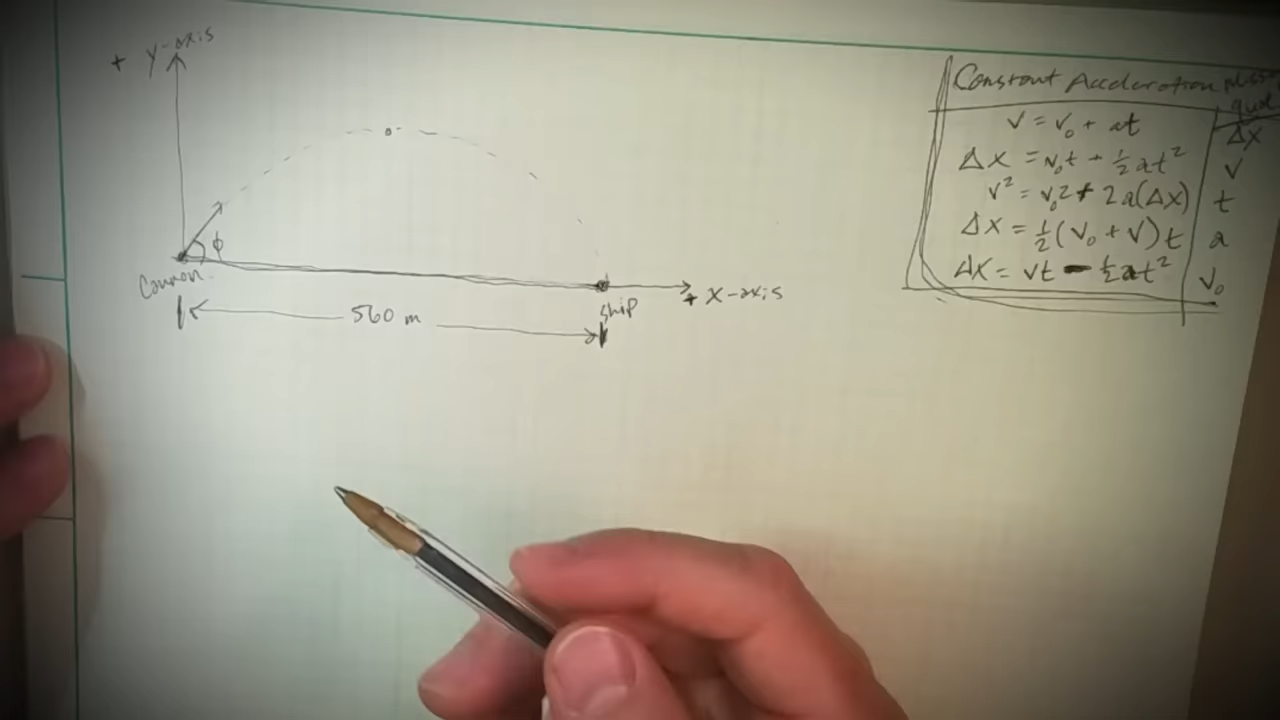 + y-axis
ϕ
Cannon
560 m
ship
+ x-axis
Constant Acceleration
v = v₀ + at
Δx
Δx = v₀t + ½at²
v
v² = v₀² + 2a(Δx)
t
Δx = ½(v₀ + v)t
a
Δx = vt - ½at²
v₀